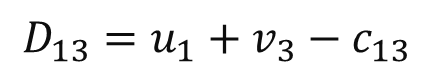 D₁₃ = u₁ + v₃ − c₁₃